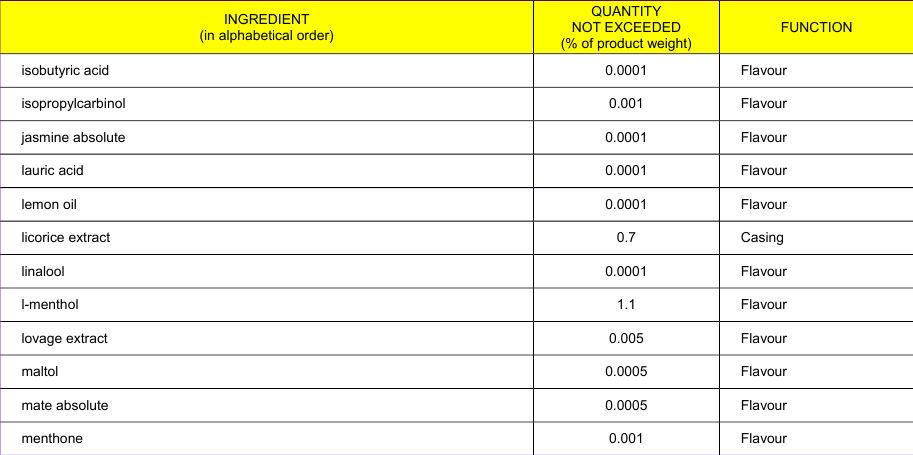 INGREDIENT
(in alphabetical order)
QUANTITY
NOT EXCEEDED
(% of product weight)
FUNCTION
isobutyric acid 0.0001 Flavour
isopropylcarbinol 0.001 Flavour
jasmine absolute 0.0001 Flavour
lauric acid 0.0001 Flavour
lemon oil 0.0001 Flavour
licorice extract 0.7 Casing
linalool 0.0001 Flavour
l-menthol 1.1 Flavour
lovage extract 0.005 Flavour
maltol 0.0005 Flavour
mate absolute 0.0005 Flavour
menthone 0.001 Flavour